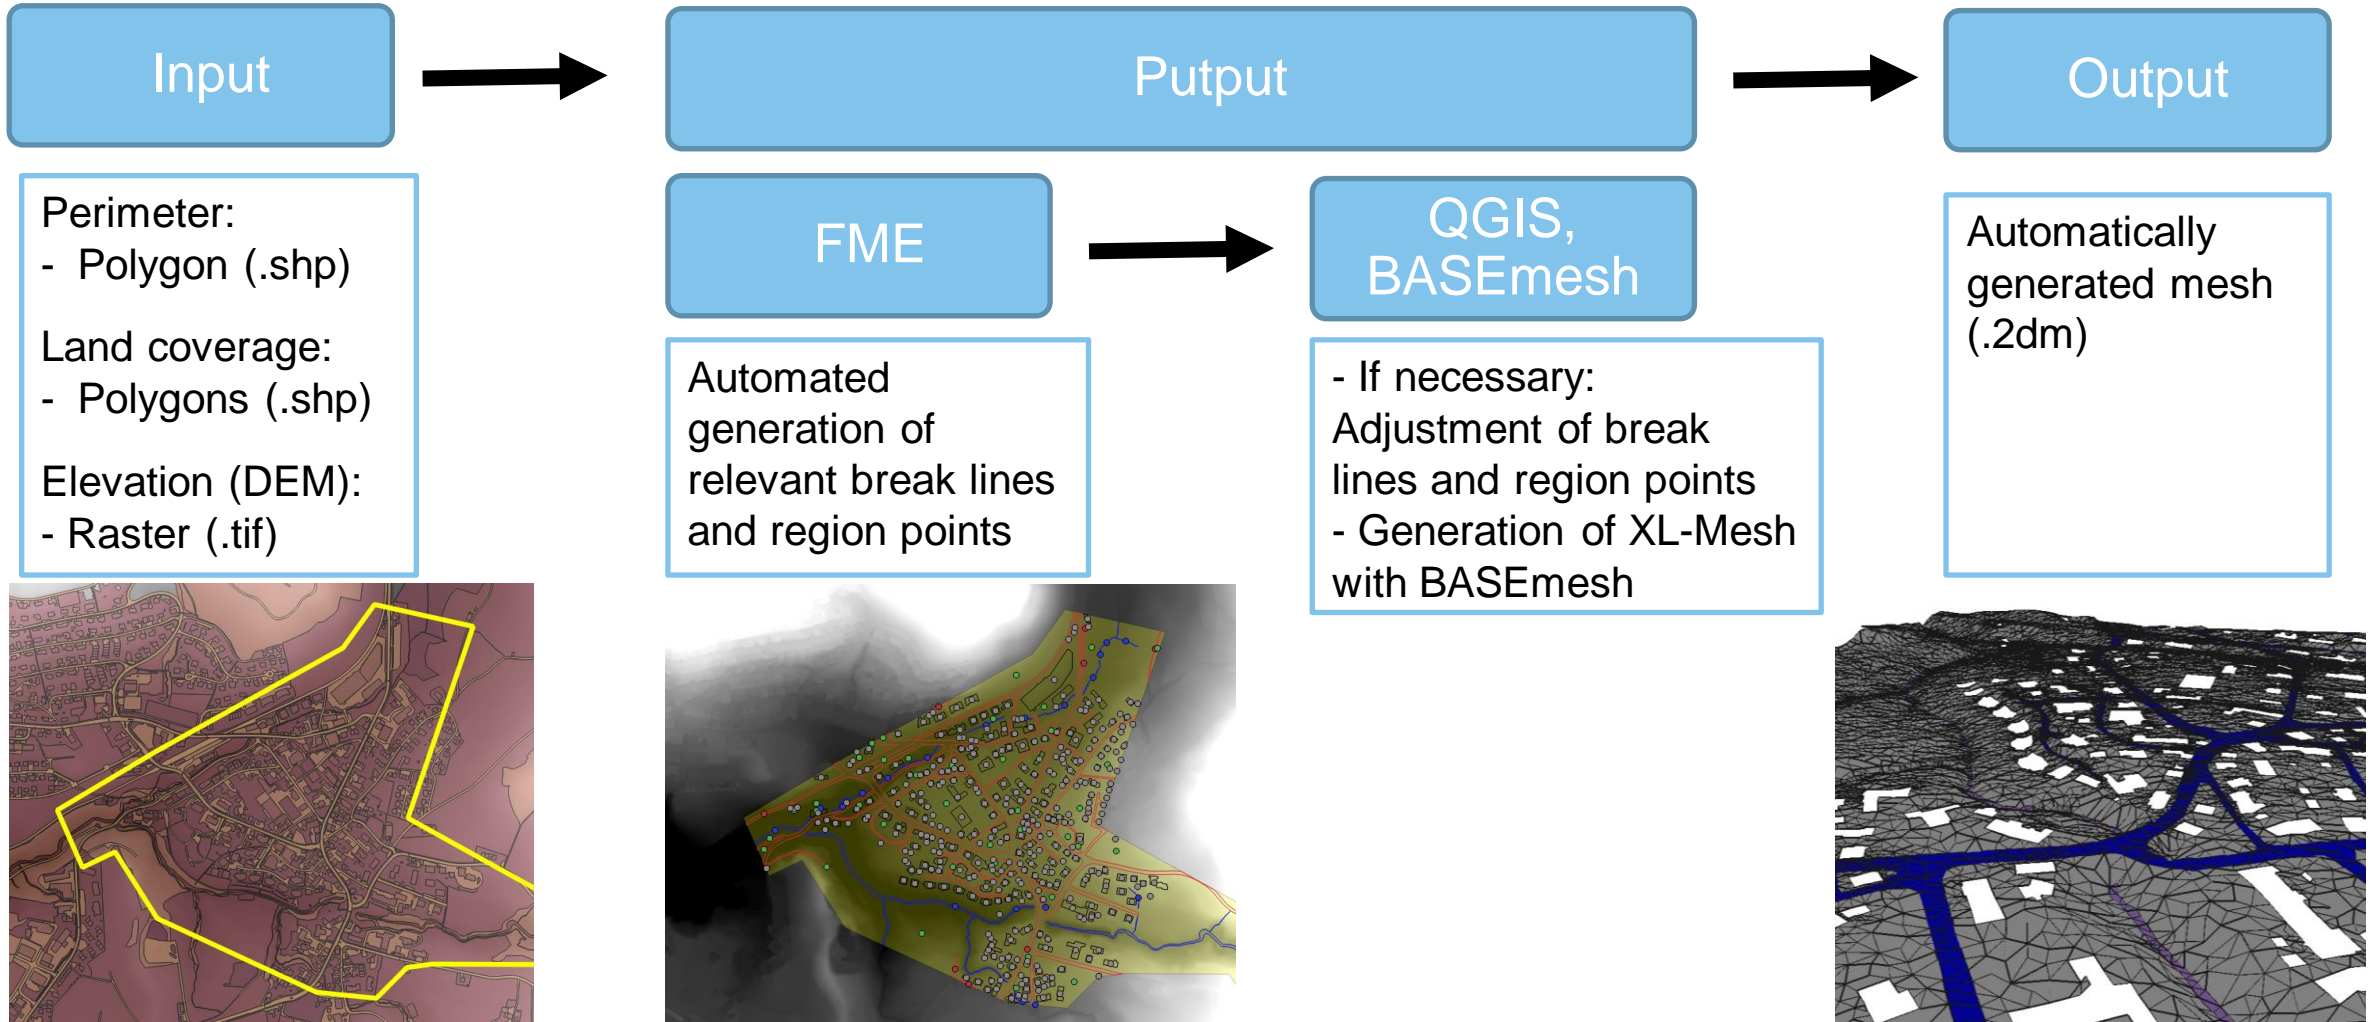 Input
Putput
Output
Perimeter:
- Polygon (.shp)
Land coverage:
- Polygons (.shp)
Elevation (DEM):
- Raster (.tif)
FME
Automated
generation of
relevant break lines
and region points
QGIS,
BASEmesh
- If necessary:
Adjustment of break
lines and region points
- Generation of XL-Mesh
with BASEmesh
Automatically
generated mesh
(.2dm)